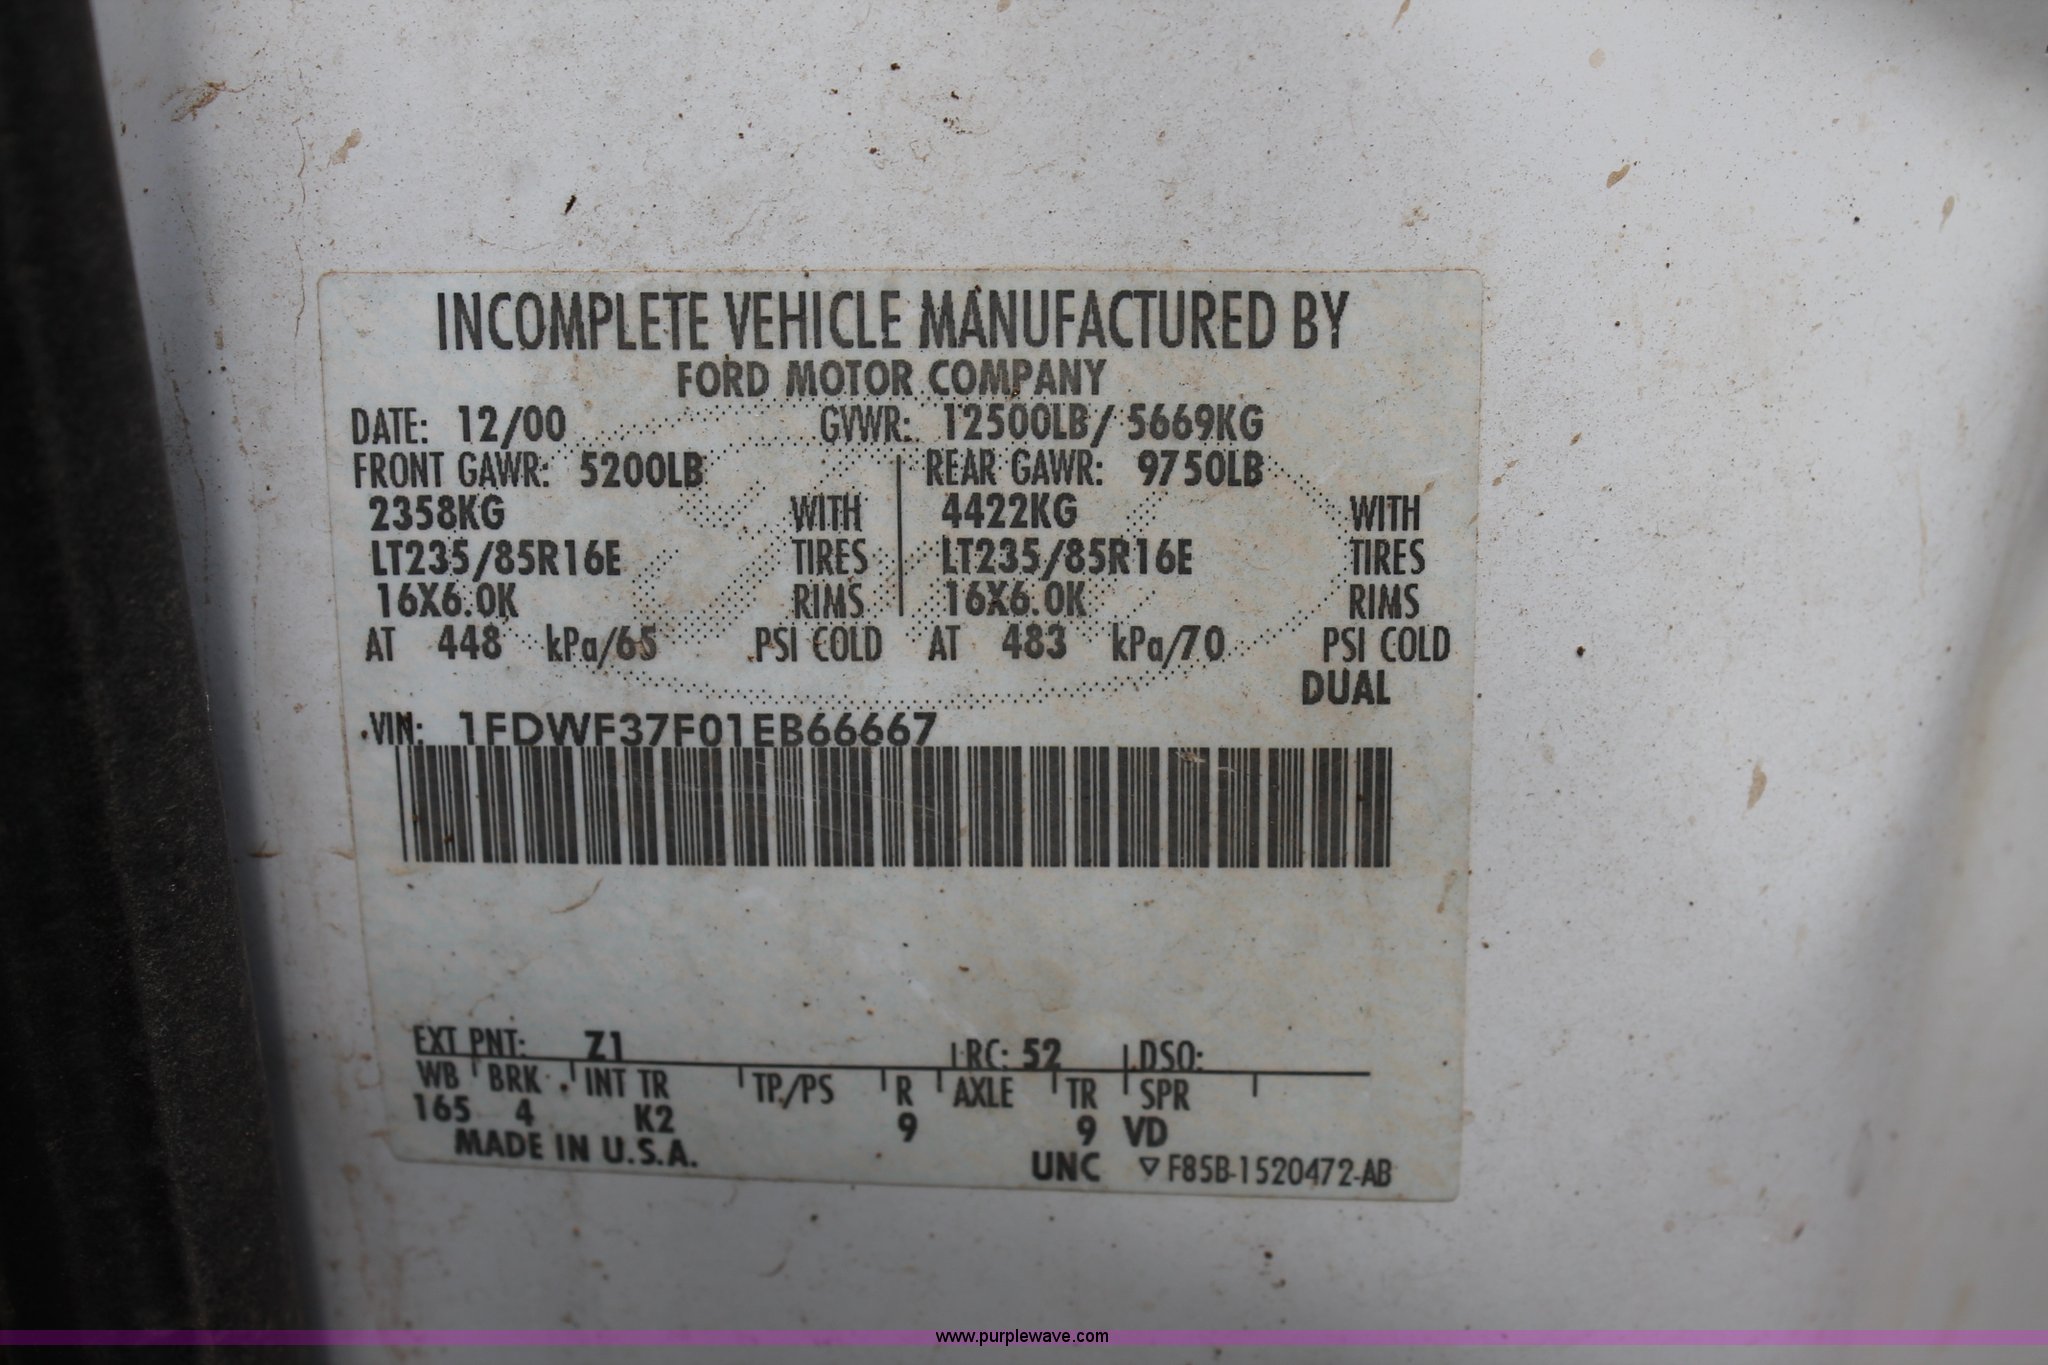 INCOMPLETE VEHICLE MANUFACTURED BY
FORD MOTOR COMPANY
DATE: 12/00 GVWR: 12500LB/ 5669KG
FRONT GAWR: 5200LB REAR GAWR: 9750LB
2358KG WITH 4422KG WITH
LT235/85R16E TIRES LT235/85R16E TIRES
16X6.0K RIMS 16X6.0K RIMS
AT 448 kPa/65 PSI COLD AT 483 kPa/70 PSI COLD
DUAL
VIN: 1FDWF37F01EB66667
EXT PNT: Z1 RC: 52 DSO:
WB BRK INT TR TP/PS R AXLE TR SPR
165 4 K2 9 9 VD
MADE IN U.S.A. UNC ▽ F85B-1520472-AB
www.purplewave.com